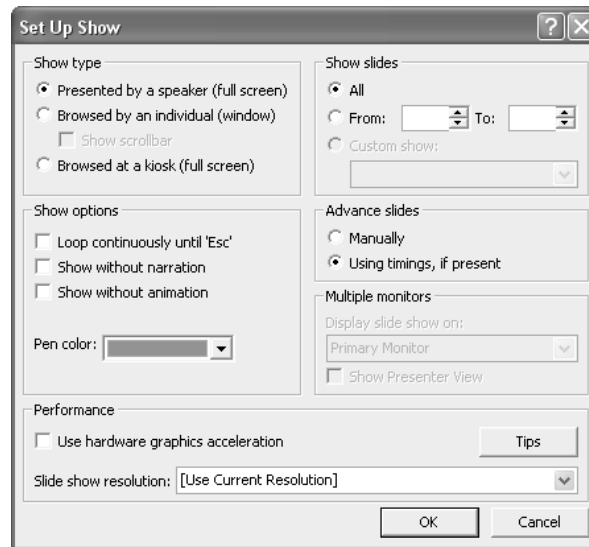 Set Up Show
Show type
Presented by a speaker (full screen)
Browsed by an individual (window)
Show scrollbar
Browsed at a kiosk (full screen)
Show slides
All
From: To:
Custom show:
Show options
Loop continuously until 'Esc'
Show without narration
Show without animation
Pen color:
Advance slides
Manually
Using timings, if present
Multiple monitors
Display slide show on:
Primary Monitor
Show Presenter View
Performance
Use hardware graphics acceleration
Tips
Slide show resolution: [Use Current Resolution]
OK Cancel